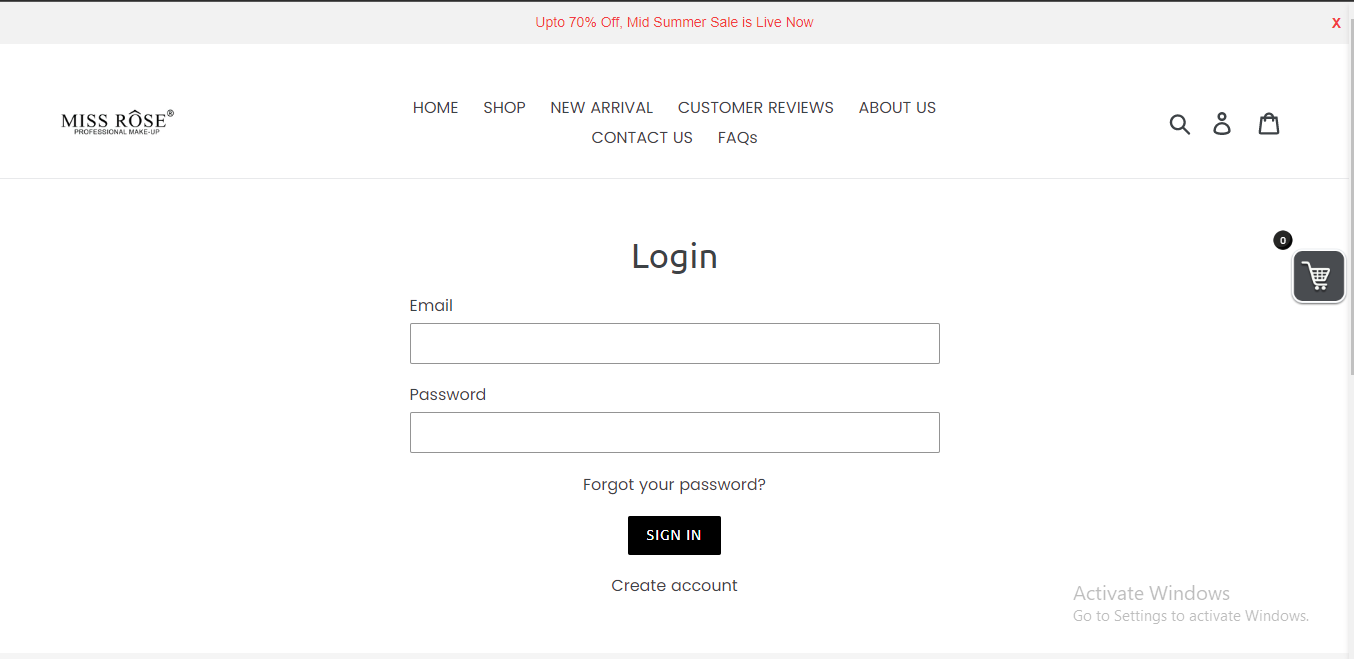 Upto 70% Off, Mid Summer Sale is Live Now
X
MISS RÔSE®
PROFESSIONAL MAKE-UP
HOME SHOP NEW ARRIVAL CUSTOMER REVIEWS ABOUT US
CONTACT US FAQs
0
Login
Email
Password
Forgot your password?
SIGN IN
Create account
Activate Windows
Go to Settings to activate Windows.